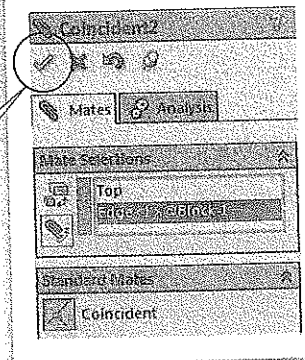 Coincident2
Mates Analysis
Mate Selections
Top
Standard Mates
Coincident